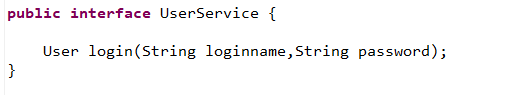 public interface UserService {
User login(String loginname,String password);
}